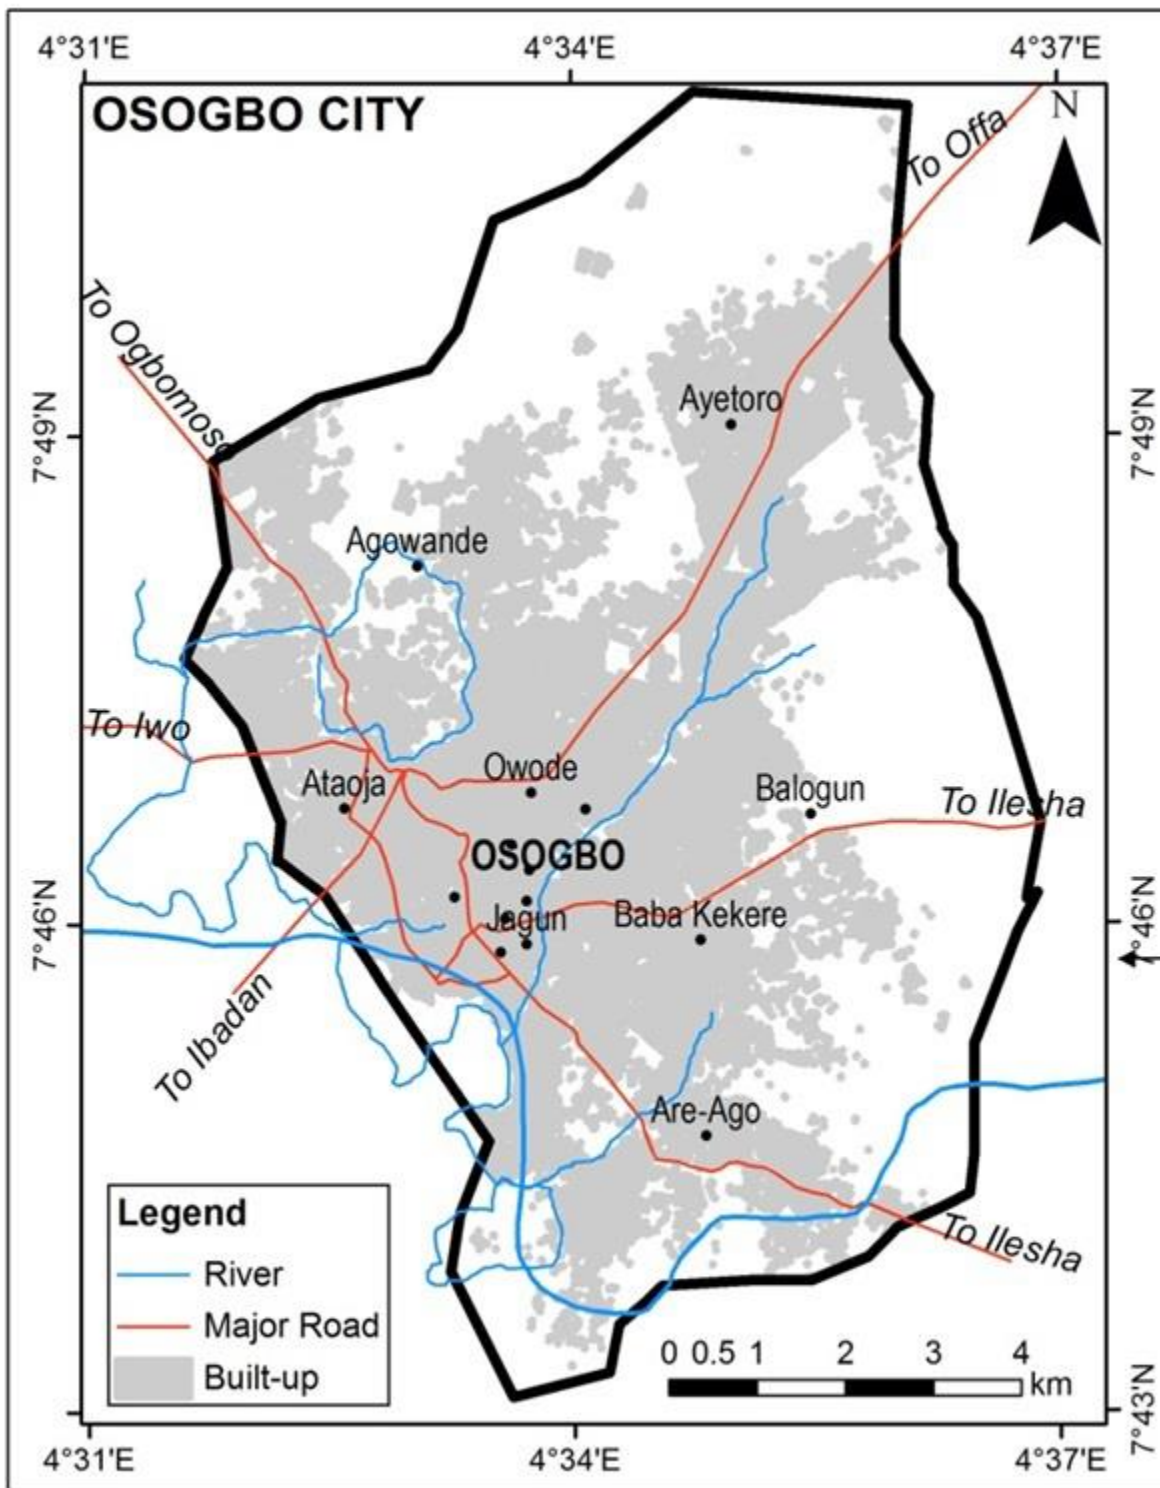 4°31'E 4°34'E 4°37'E
OSOGBO CITY
N
To Offa
To Ogbomoso
7°49'N
7°49'N
Ayetoro
Agowande
To Iwo
Ataoja
Owode
Balogun
To Ilesha
OSOGBO
Jagun
Baba Kekere
7°46'N
7°46'N
To Ibadan
Are-Ago
To Ilesha
Legend
River
Major Road
Built-up
0 0.5 1 2 3 4
km
7°43'N
4°31'E 4°34'E 4°37'E